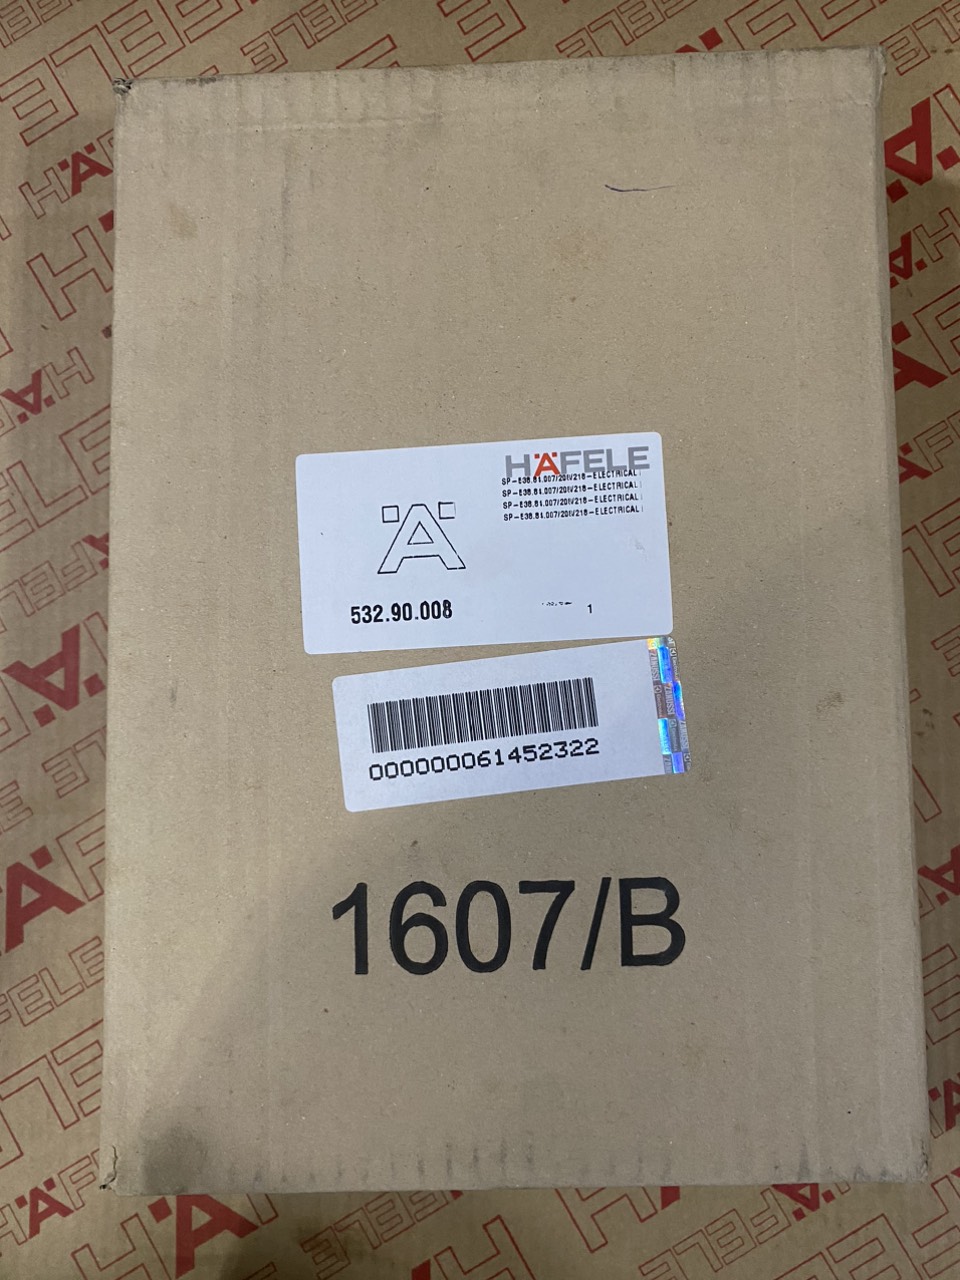 HÄFELE
SP-536.61.007/20IV218-ELECTRICAL
SP-536.61.007/20IV218-ELECTRICAL
SP-536.61.007/20IV218-ELECTRICAL
SP-536.61.007/20IV218-ELECTRICAL
Ä
532.90.008
1
000000061452322
1607/B